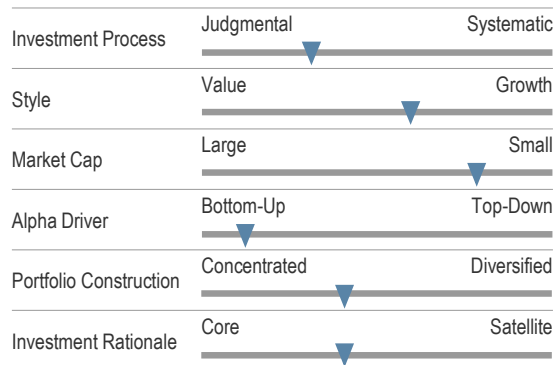 Investment Process
Judgmental Systematic
Style
Value Growth
Market Cap
Large Small
Alpha Driver
Bottom-Up Top-Down
Portfolio Construction
Concentrated Diversified
Investment Rationale
Core Satellite